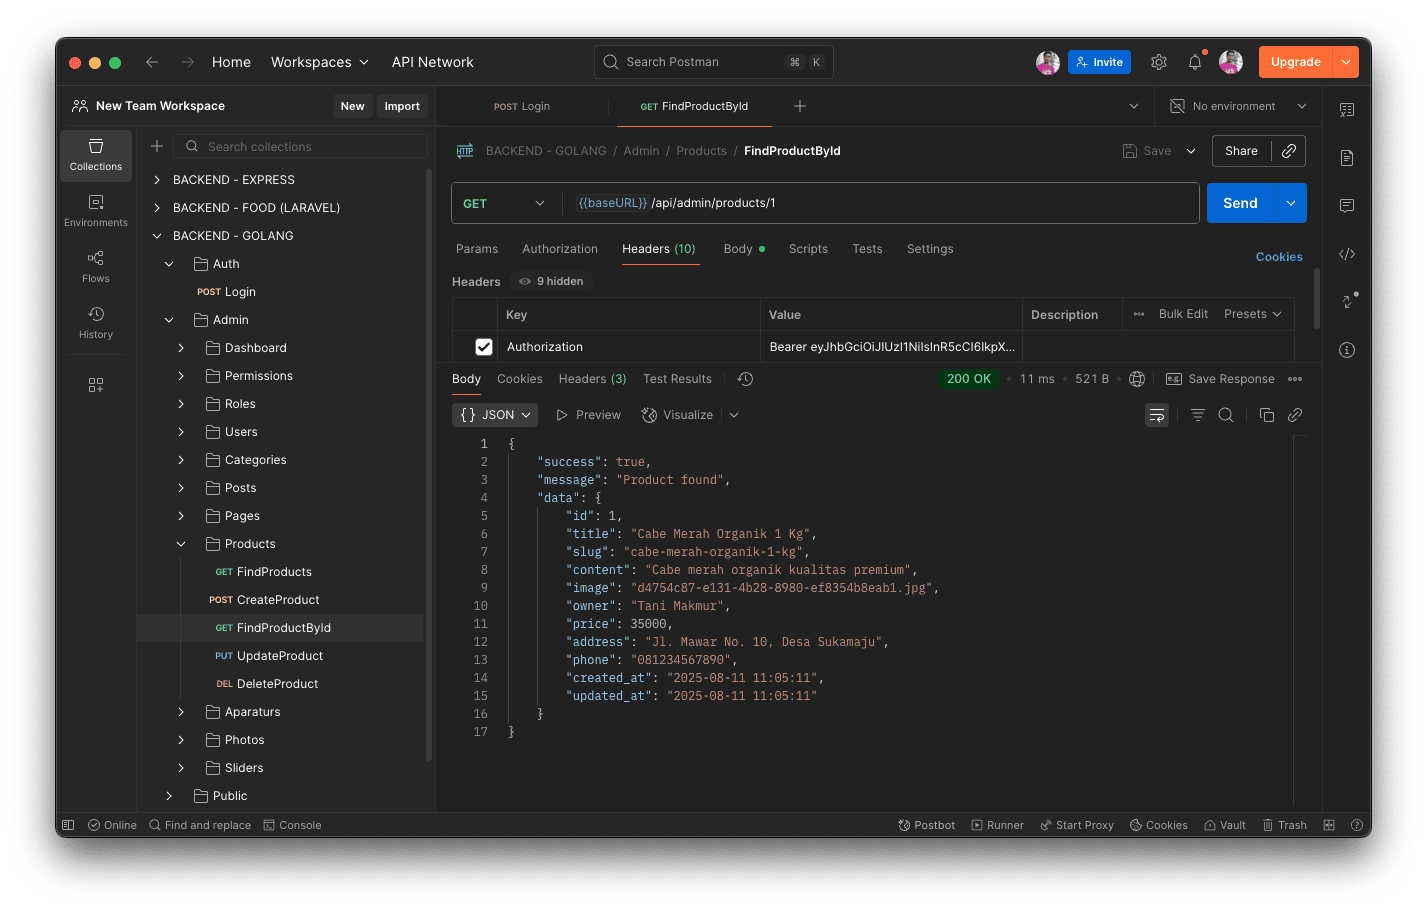 Home
Workspaces
API Network
Search Postman
⌘ K
Invite
Upgrade
New Team Workspace
New
Import
POST Login
GET FindProductById
No environment
Collections
Environments
Flows
History
Search collections
BACKEND - EXPRESS
BACKEND - FOOD (LARAVEL)
BACKEND - GOLANG
Auth
POST Login
Admin
Dashboard
Permissions
Roles
Users
Categories
Posts
Pages
Products
GET FindProducts
POST CreateProduct
GET FindProductById
PUT UpdateProduct
DEL DeleteProduct
Aparaturs
Photos
Sliders
Public
HTTP BACKEND - GOLANG / Admin / Products / FindProductById
Save
Share
GET
{{baseURL}} /api/admin/products/1
Send
Params Authorization Headers (10) Body Scripts Tests Settings
Cookies
Headers 9 hidden
Key Value Description Bulk Edit Presets
Authorization Bearer eyJhbGciOiJIUzI1NiIsInR5cCI6IkpX...
Body Cookies Headers (3) Test Results
200 OK 11 ms 521 B e.g. Save Response
{} JSON Preview Visualize
1 {
2 "success": true,
3 "message": "Product found",
4 "data": {
5 "id": 1,
6 "title": "Cabe Merah Organik 1 Kg",
7 "slug": "cabe-merah-organik-1-kg",
8 "content": "Cabe merah organik kualitas premium",
9 "image": "d4754c87-e131-4b28-8980-ef8354b8eab1.jpg",
10 "owner": "Tani Makmur",
11 "price": 35000,
12 "address": "Jl. Mawar No. 10, Desa Sukamaju",
13 "phone": "081234567890",
14 "created_at": "2025-08-11 11:05:11",
15 "updated_at": "2025-08-11 11:05:11"
16 }
17 }
Online Find and replace Console
Postbot Runner Start Proxy Cookies Vault Trash